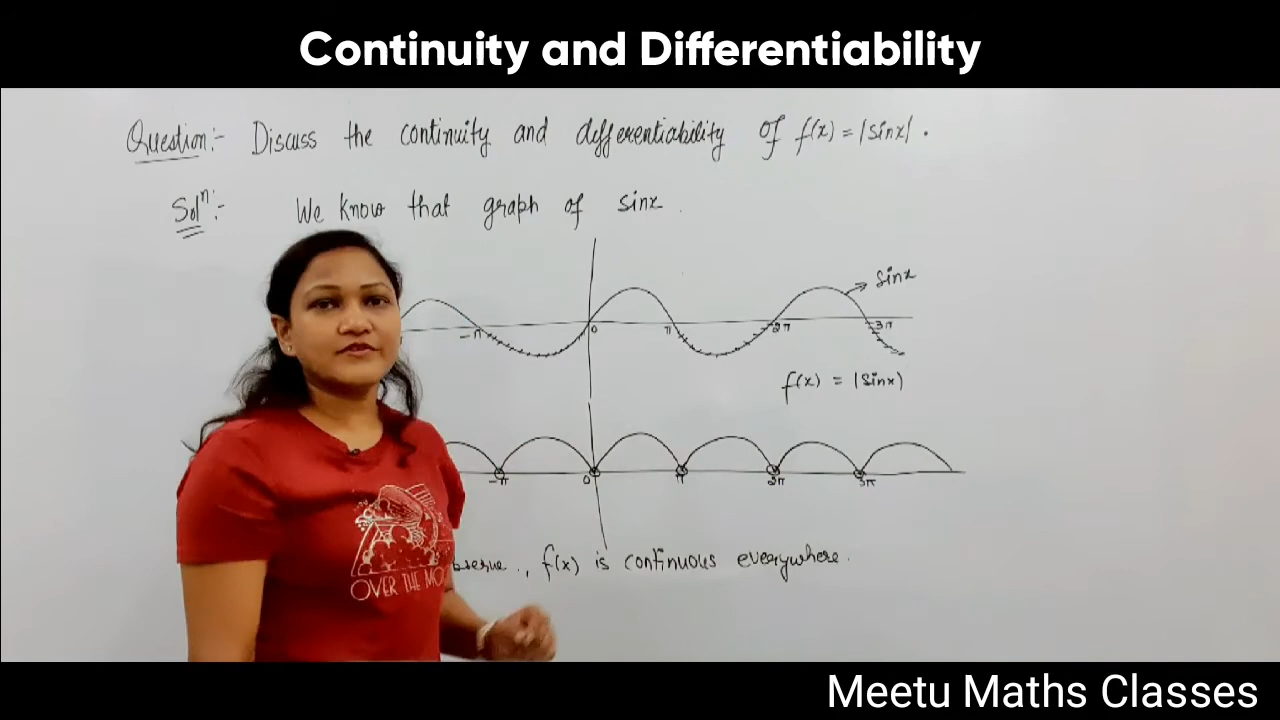 Continuity and Differentiability
Question:- Discuss the continuity and differentiability of f(x) = |sinx| .
Solⁿ:- We know that graph of sinx .
sinx
-π 0 π 2π 3π
f(x) = |sinx|
-π 0 π 2π 3π
, f(x) is continuous everywhere.
OVER THE MO
Meetu Maths Classes